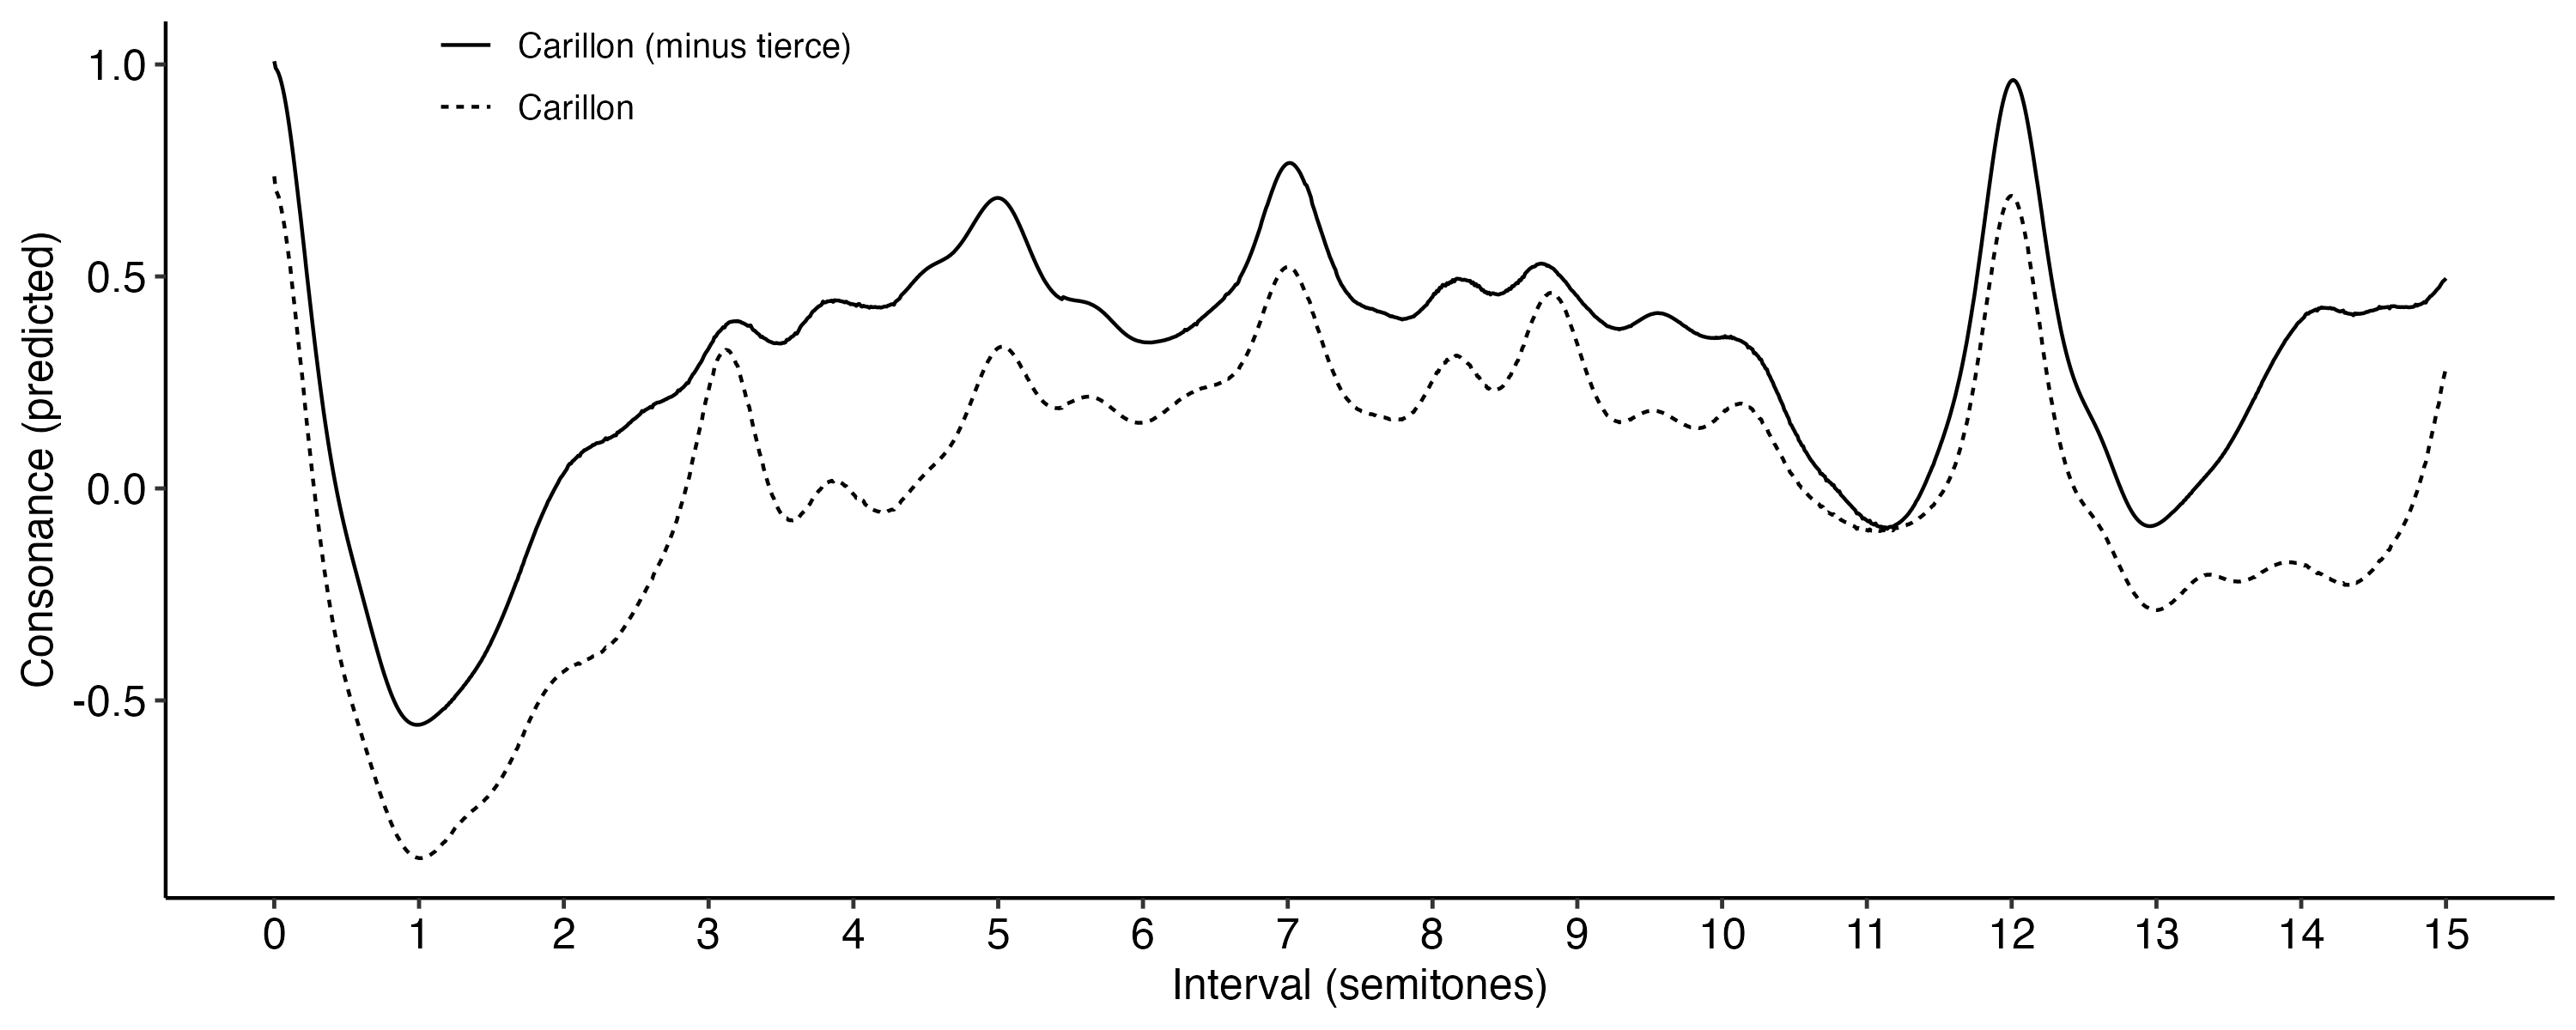 Carillon (minus tierce)
Carillon
1.0
0.5
0.0
-0.5
Consonance (predicted)
0 1 2 3 4 5 6 7 8 9 10 11 12 13 14 15
Interval (semitones)